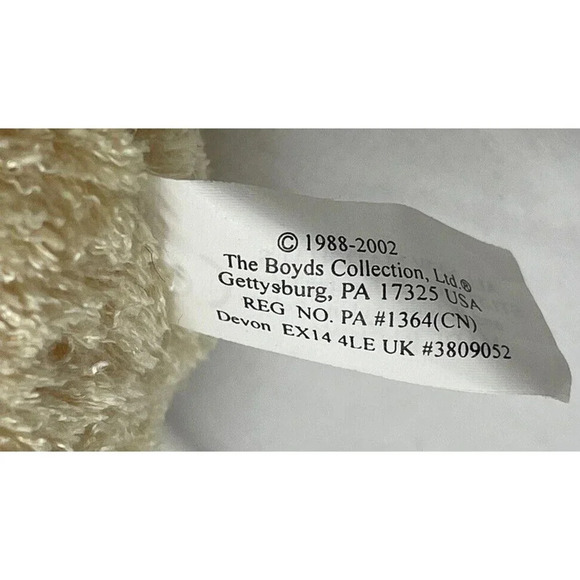 © 1988-2002
The Boyds Collection, Ltd.®
Gettysburg, PA 17325 USA
REG NO. PA #1364(CN)
Devon EX14 4LE UK #3809052